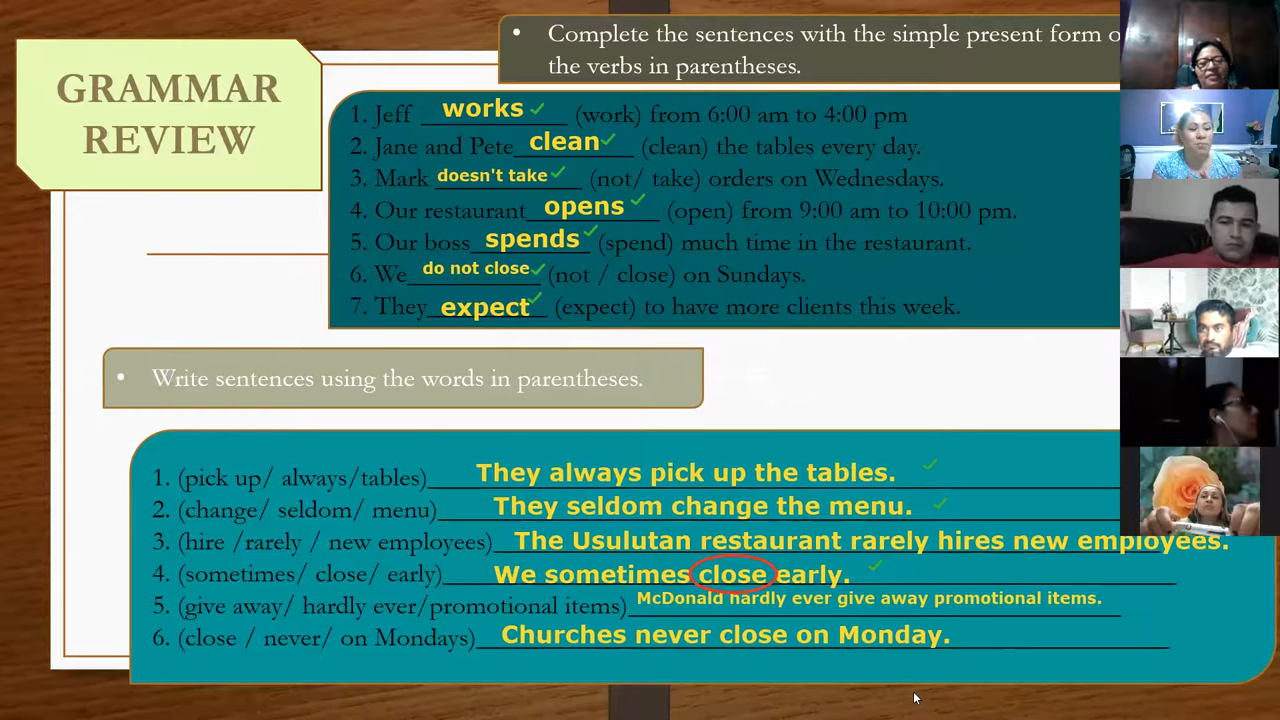 GRAMMAR
REVIEW
• Complete the sentences with the simple present form o
the verbs in parentheses.
1. Jeff works (work) from 6:00 am to 4:00 pm
2. Jane and Pete clean (clean) the tables every day.
3. Mark doesn't take (not/ take) orders on Wednesdays.
4. Our restaurant opens (open) from 9:00 am to 10:00 pm.
5. Our boss spends (spend) much time in the restaurant.
6. We do not close (not / close) on Sundays.
7. They expect (expect) to have more clients this week.
• Write sentences using the words in parentheses.
1. (pick up/ always/tables) They always pick up the tables.
2. (change/ seldom/ menu) They seldom change the menu.
3. (hire /rarely / new employees) The Usulutan restaurant rarely hires new employees.
4. (sometimes/ close/ early) We sometimes close early.
5. (give away/ hardly ever/promotional items) McDonald hardly ever give away promotional items.
6. (close / never/ on Mondays) Churches never close on Monday.